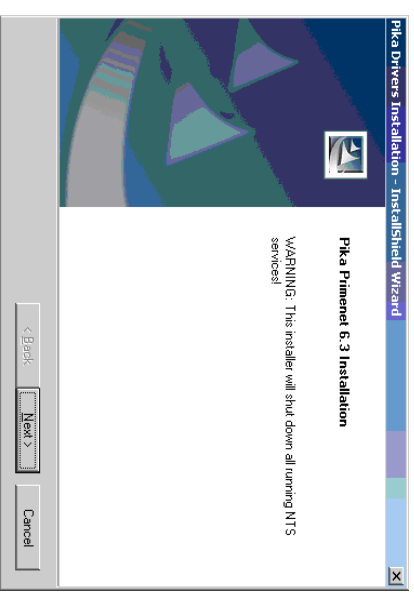 Pika Drivers Installation - InstallShield Wizard
Pika Primenet 6.3 Installation
WARNING: This installer will shut down all running NTS
services!
< Back
Next >
Cancel